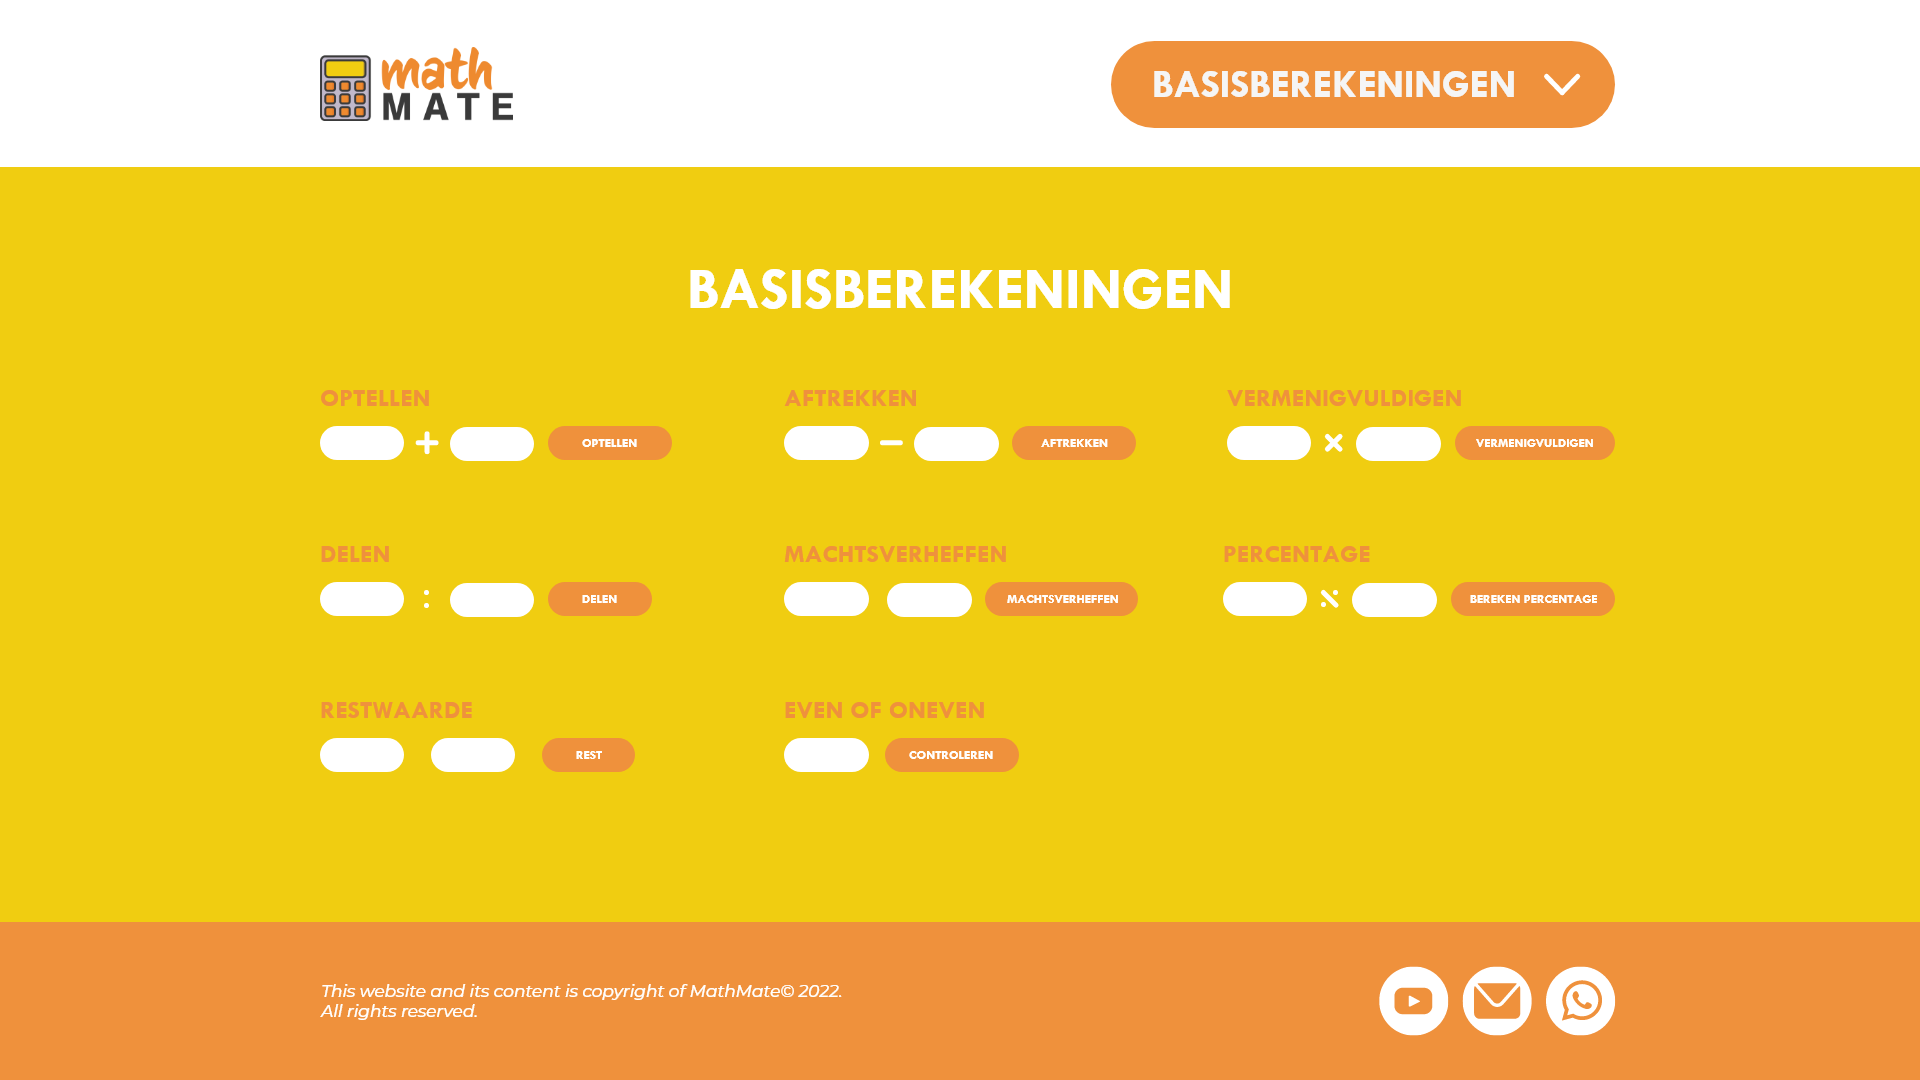 math
MATE
BASISBEREKENINGEN
BASISBEREKENINGEN
OPTELLEN
+
OPTELLEN
AFTREKKEN
−
AFTREKKEN
VERMENIGVULDIGEN
×
VERMENIGVULDIGEN
DELEN
:
DELEN
MACHTSVERHEFFEN
MACHTSVERHEFFEN
PERCENTAGE
BEREKEN PERCENTAGE
RESTWAARDE
REST
EVEN OF ONEVEN
CONTROLEREN
This website and its content is copyright of MathMate© 2022.
All rights reserved.